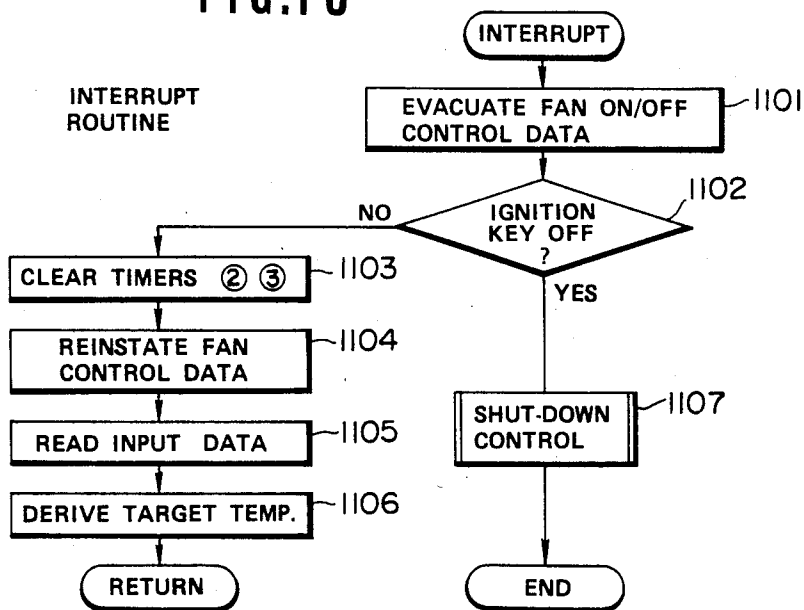 INTERRUPT
INTERRUPT
ROUTINE
EVACUATE FAN ON/OFF
CONTROL DATA
1101
1102
IGNITION
KEY OFF
?
NO
YES
CLEAR TIMERS ② ③
1103
REINSTATE FAN
CONTROL DATA
1104
READ INPUT DATA
1105
DERIVE TARGET TEMP.
1106
RETURN
SHUT-DOWN
CONTROL
1107
END